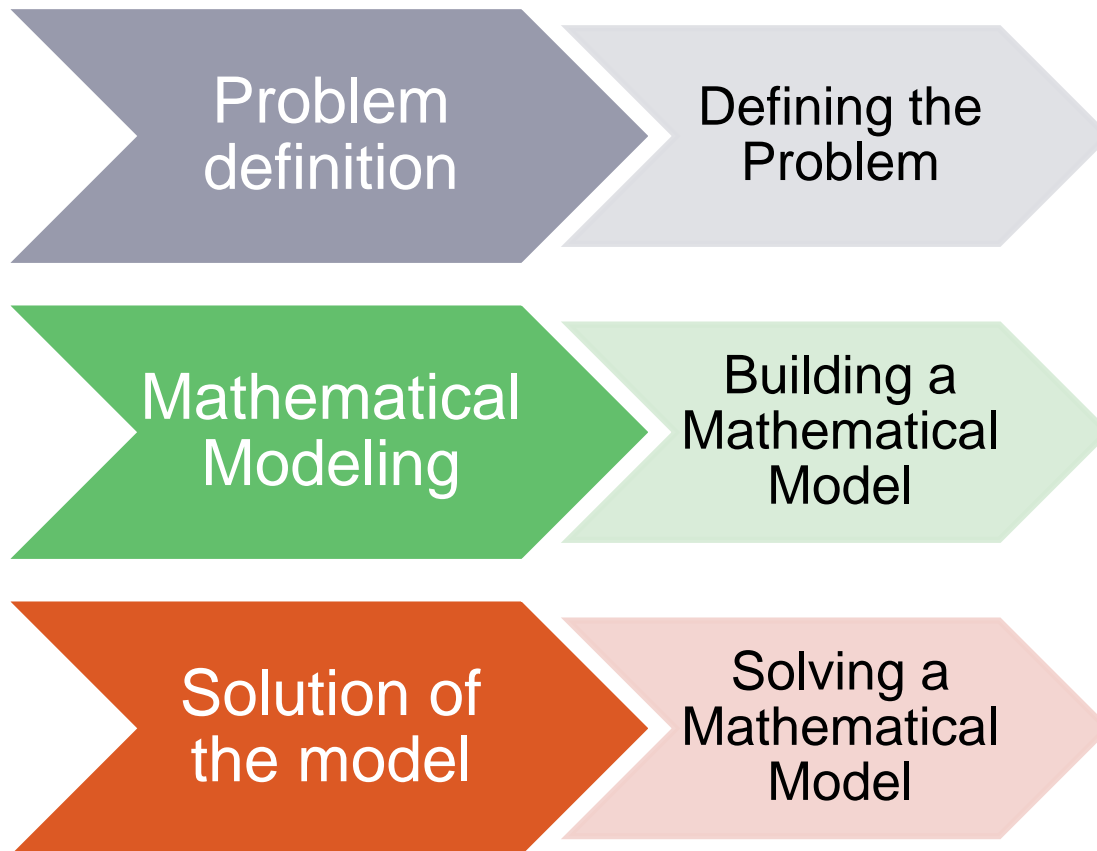 Problem
definition
Defining the
Problem
Mathematical
Modeling
Building a
Mathematical
Model
Solution of
the model
Solving a
Mathematical
Model